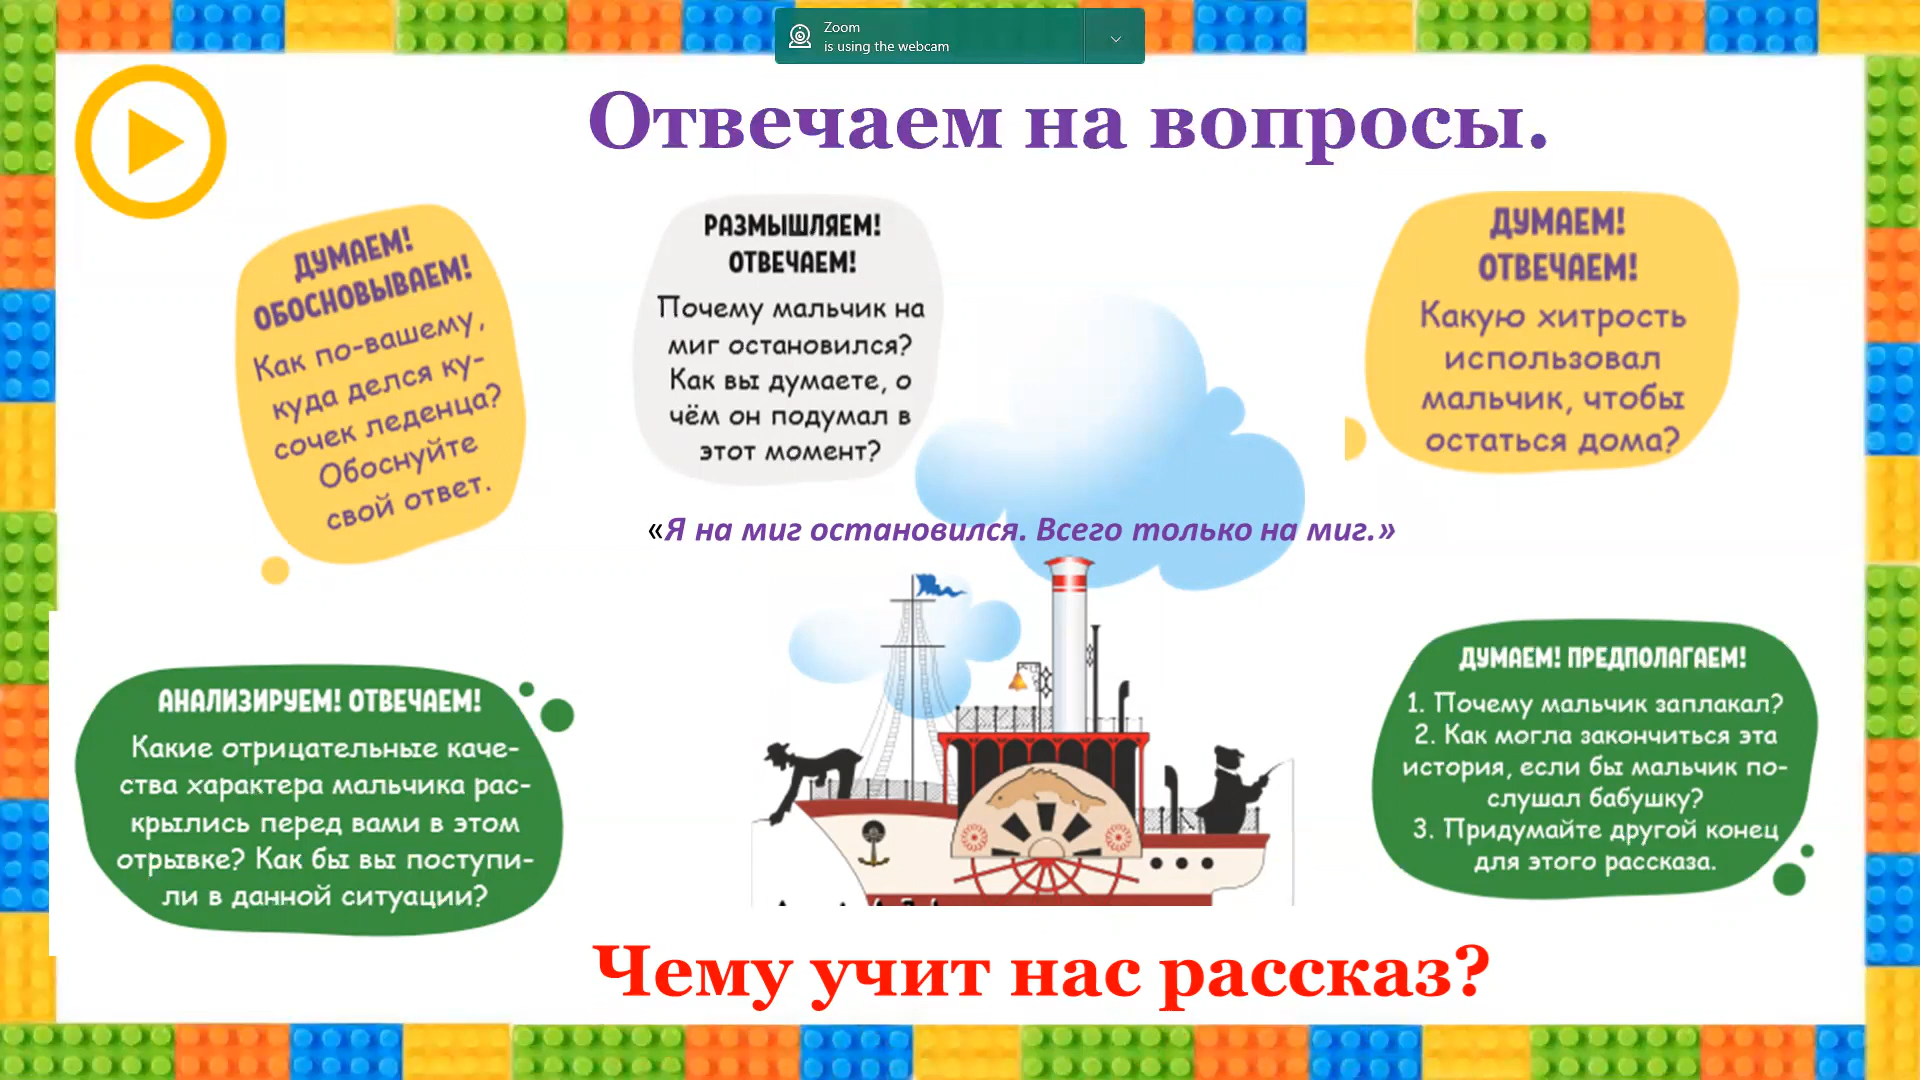 Zoom
is using the webcam
Отвечаем на вопросы.
ДУМАЕМ!
ОБОСНОВЫВАЕМ!
Как по-вашему,
куда делся ку-
сочек леденца?
Обоснуйте
свой ответ.
РАЗМЫШЛЯЕМ!
ОТВЕЧАЕМ!
Почему мальчик на
миг остановился?
Как вы думаете, о
чём он подумал в
этот момент?
ДУМАЕМ!
ОТВЕЧАЕМ!
Какую хитрость
использовал
мальчик, чтобы
остаться дома?
«Я на миг остановился. Всего только на миг.»
АНАЛИЗИРУЕМ! ОТВЕЧАЕМ!
Какие отрицательные каче-
ства характера мальчика рас-
крылись перед вами в этом
отрывке? Как бы вы поступи-
ли в данной ситуации?
ДУМАЕМ! ПРЕДПОЛАГАЕМ!
1. Почему мальчик заплакал?
2. Как могла закончиться эта
история, если бы мальчик по-
слушал бабушку?
3. Придумайте другой конец
для этого рассказа.
Чему учит нас рассказ?